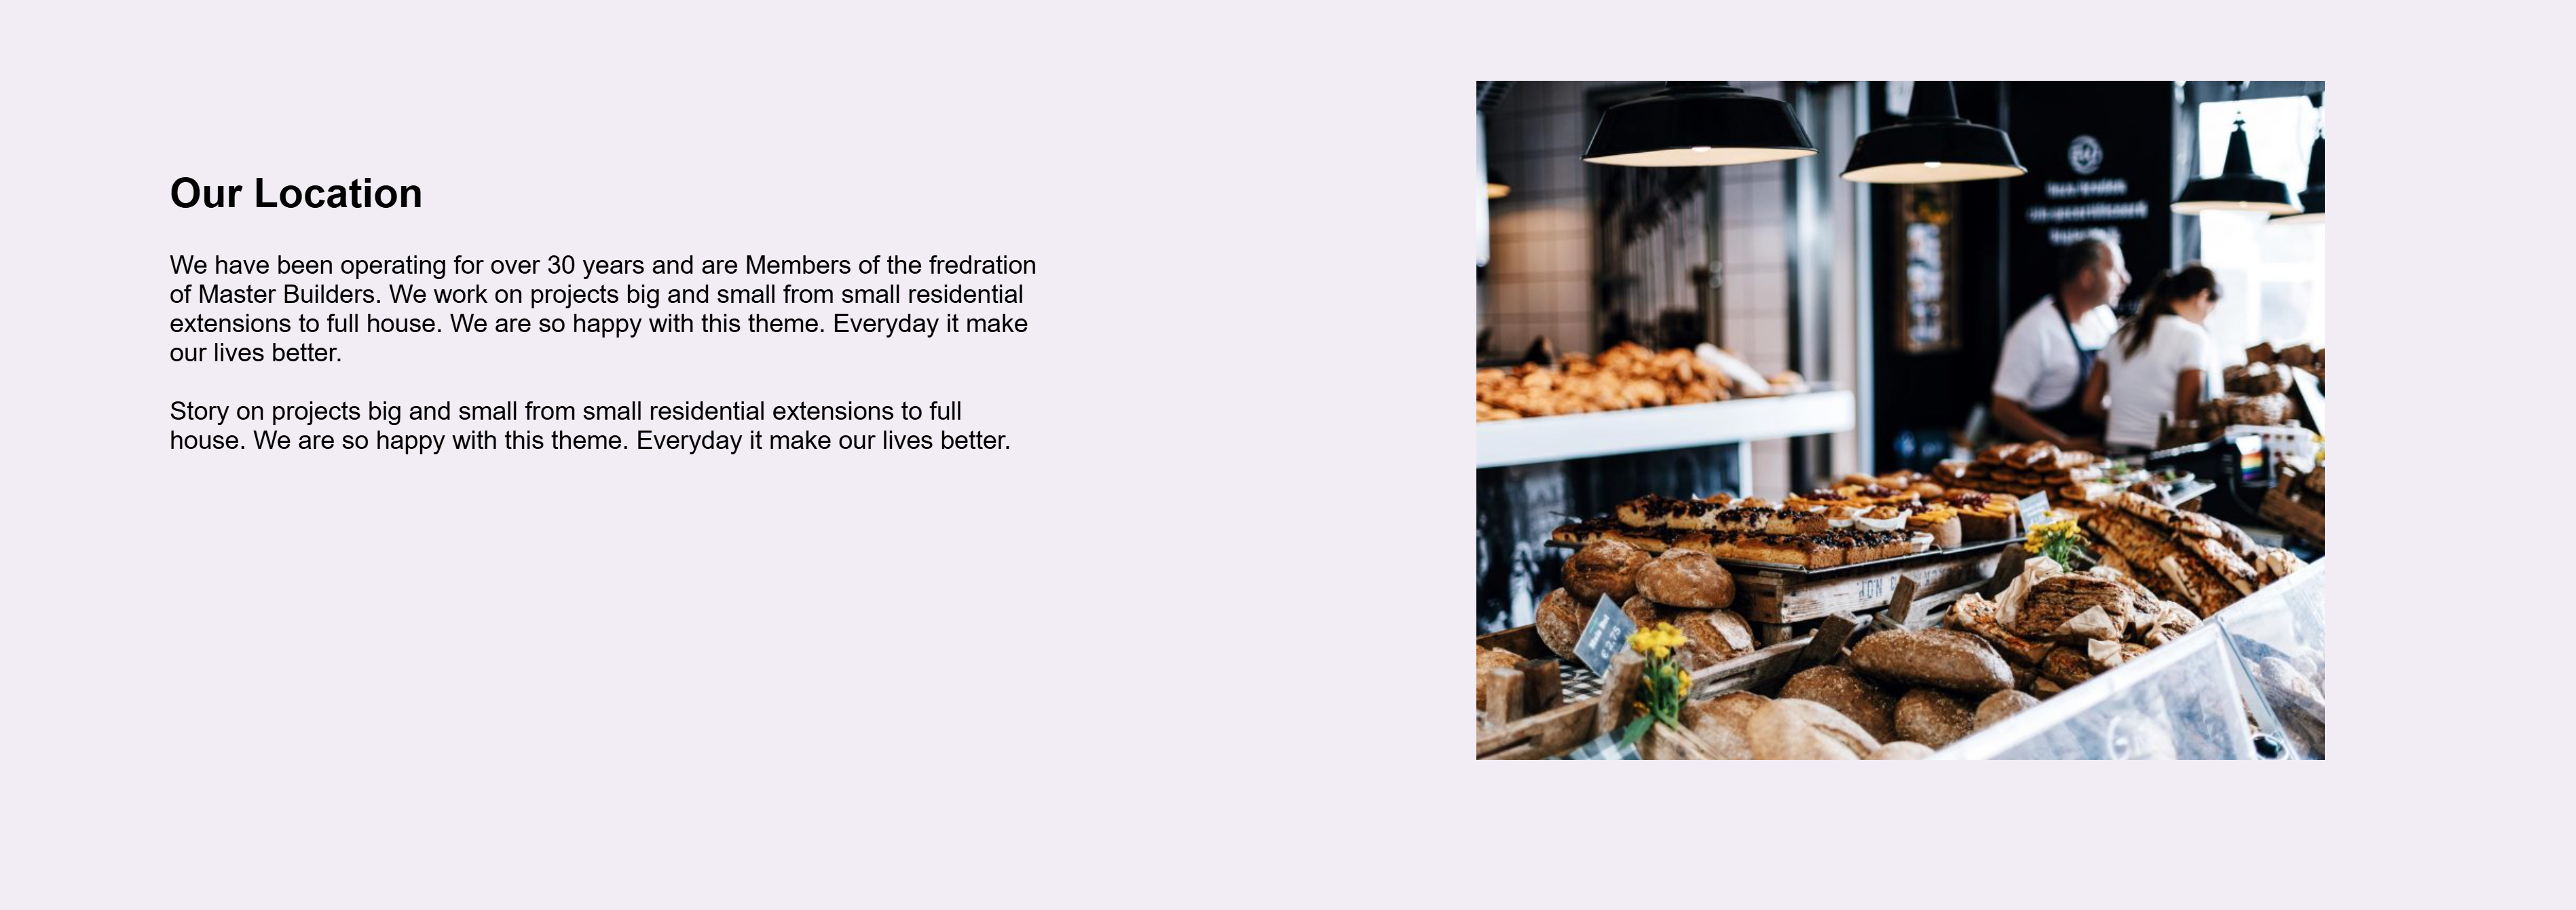 Our Location
We have been operating for over 30 years and are Members of the fredration
of Master Builders. We work on projects big and small from small residential
extensions to full house. We are so happy with this theme. Everyday it make
our lives better.
Story on projects big and small from small residential extensions to full
house. We are so happy with this theme. Everyday it make our lives better.
€ 2,75